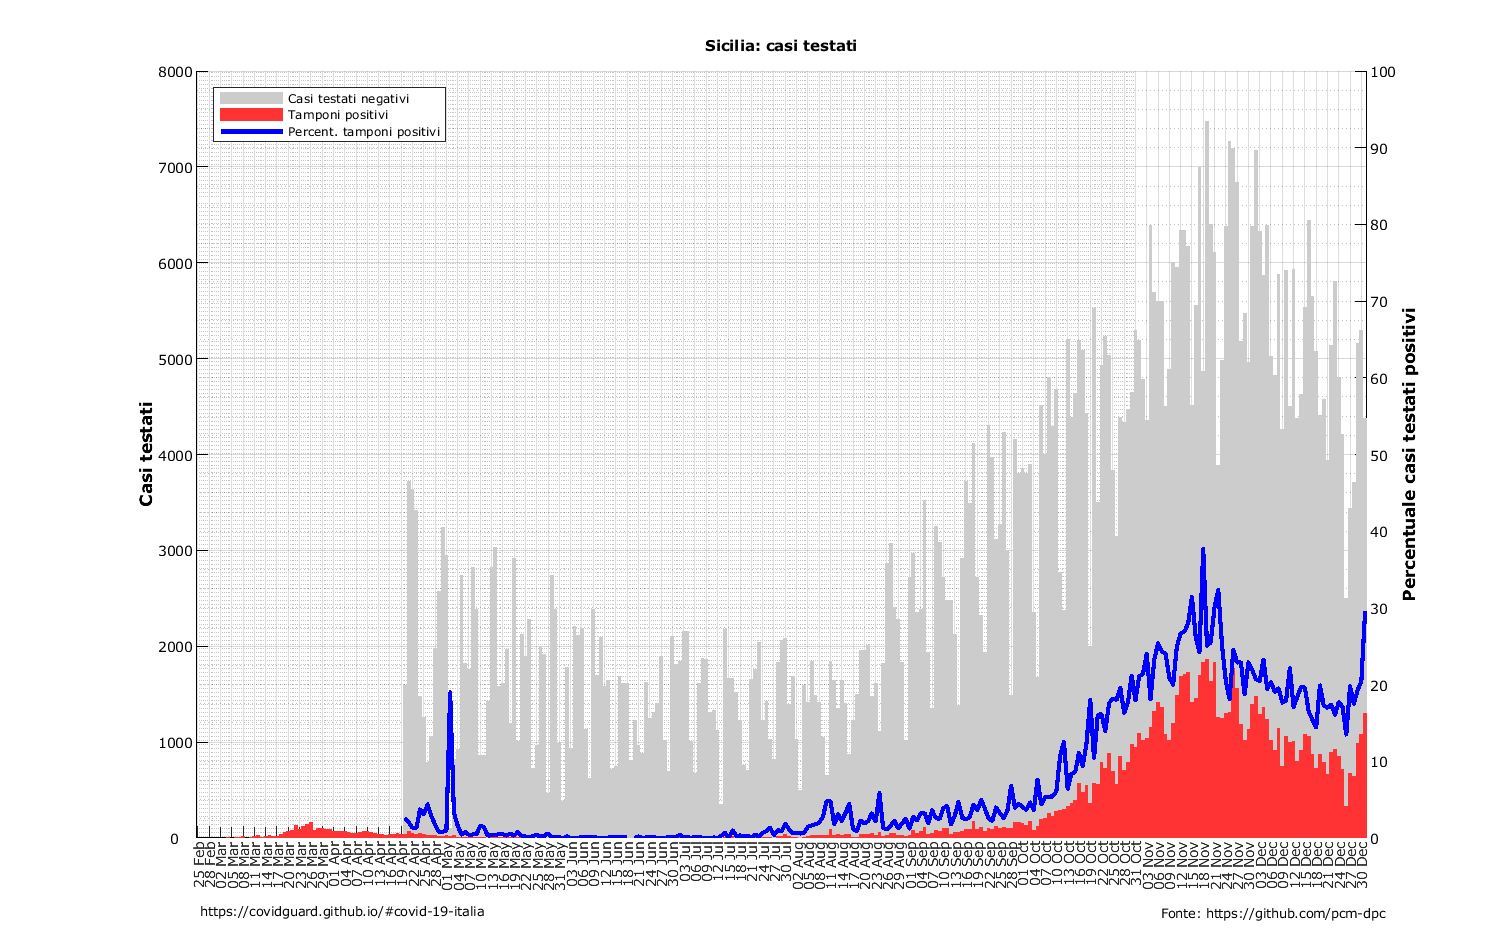 Sicilia: casi testati
8000
7000
6000
5000
4000
3000
2000
1000
0
Casi testati
Casi testati negativi
Tamponi positivi
Percent. tamponi positivi
100
90
80
70
60
50
40
30
20
10
0
Percentuale casi testati positivi
25 Feb
28 Feb
02 Mar
05 Mar
08 Mar
11 Mar
14 Mar
17 Mar
20 Mar
23 Mar
26 Mar
29 Mar
01 Apr
04 Apr
07 Apr
10 Apr
13 Apr
16 Apr
19 Apr
22 Apr
25 Apr
28 Apr
01 May
04 May
07 May
10 May
13 May
16 May
19 May
22 May
25 May
28 May
31 May
03 Jun
06 Jun
09 Jun
12 Jun
15 Jun
18 Jun
21 Jun
24 Jun
27 Jun
30 Jun
03 Jul
06 Jul
09 Jul
12 Jul
15 Jul
18 Jul
21 Jul
24 Jul
27 Jul
30 Jul
02 Aug
05 Aug
08 Aug
11 Aug
14 Aug
17 Aug
20 Aug
23 Aug
26 Aug
29 Aug
01 Sep
04 Sep
07 Sep
10 Sep
13 Sep
16 Sep
19 Sep
22 Sep
25 Sep
28 Sep
01 Oct
04 Oct
07 Oct
10 Oct
13 Oct
16 Oct
19 Oct
22 Oct
25 Oct
28 Oct
31 Oct
03 Nov
06 Nov
09 Nov
12 Nov
15 Nov
18 Nov
21 Nov
24 Nov
27 Nov
30 Nov
03 Dec
06 Dec
09 Dec
12 Dec
15 Dec
18 Dec
21 Dec
24 Dec
27 Dec
30 Dec
https://covidguard.github.io/#covid-19-italia
Fonte: https://github.com/pcm-dpc